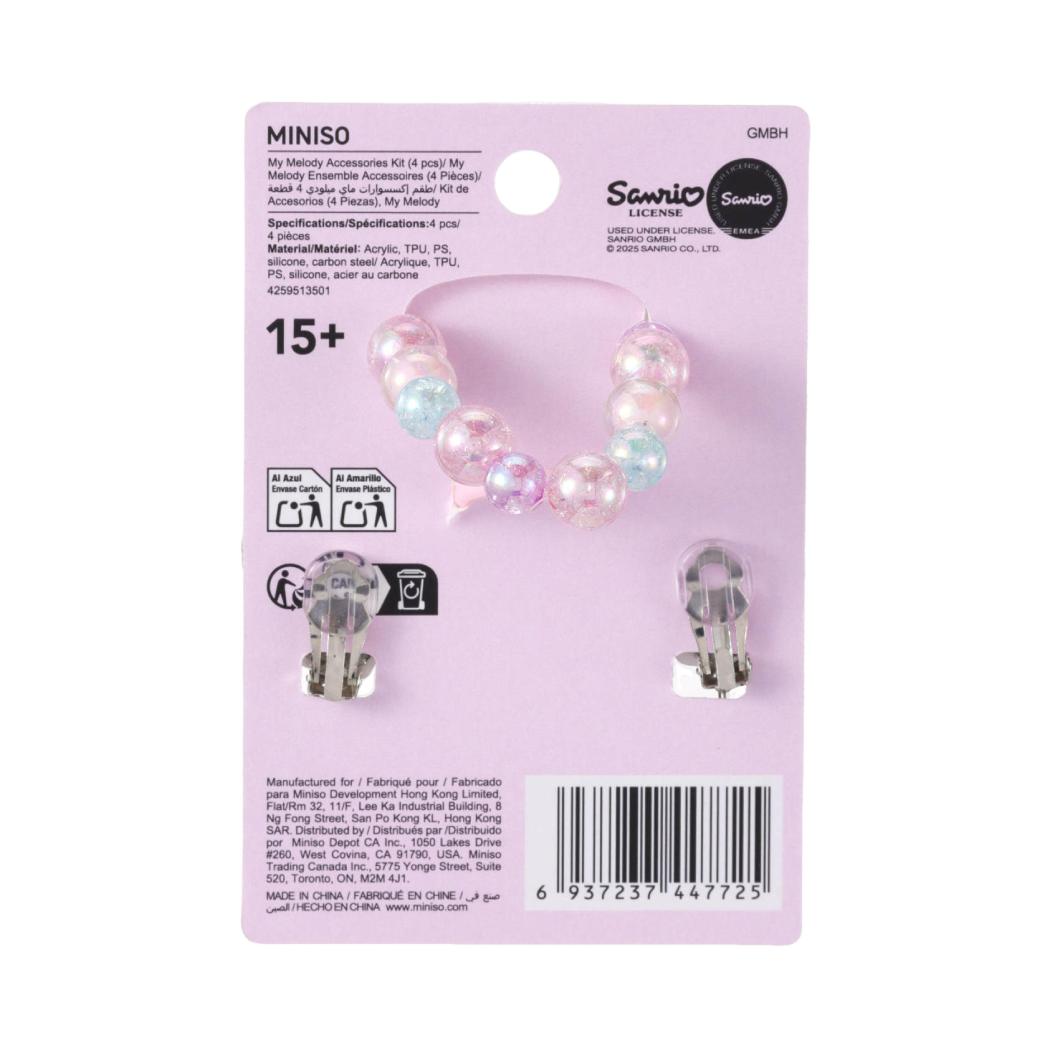 MINISO
GMBH
My Melody Accessories Kit (4 pcs)/ My
Melody Ensemble Accessoires (4 Pièces)/
طقم إكسسوارات ماي ميلودي 4 قطعة/ Kit de
Accesorios (4 Piezas), My Melody
Specifications/Spécifications:4 pcs/
4 pièces
Material/Matériel: Acrylic, TPU, PS,
silicone, carbon steel/ Acrylique, TPU,
PS, silicone, acier au carbone
4259513501
15+
Sanrio
LICENSE
USED UNDER LICENSE.
SANRIO GMBH
© 2025 SANRIO CO., LTD.
Sanrio
EMEA
Al Azul
Envase Cartón
Al Amarillo
Envase Plástico
Manufactured for / Fabriqué pour / Fabricado
para Miniso Development Hong Kong Limited,
Flat/Rm 32, 11/F, Lee Ka Industrial Building, 8
Ng Fong Street, San Po Kong KL, Hong Kong
SAR. Distributed by / Distribués par /Distribuido
por Miniso Depot CA Inc., 1050 Lakes Drive
#260, West Covina, CA 91790, USA. Miniso
Trading Canada Inc., 5775 Yonge Street, Suite
520, Toronto, ON, M2M 4J1.
MADE IN CHINA / FABRIQUÉ EN CHINE / صنع في
الصين /HECHO EN CHINA www.miniso.com
6 937237 447725